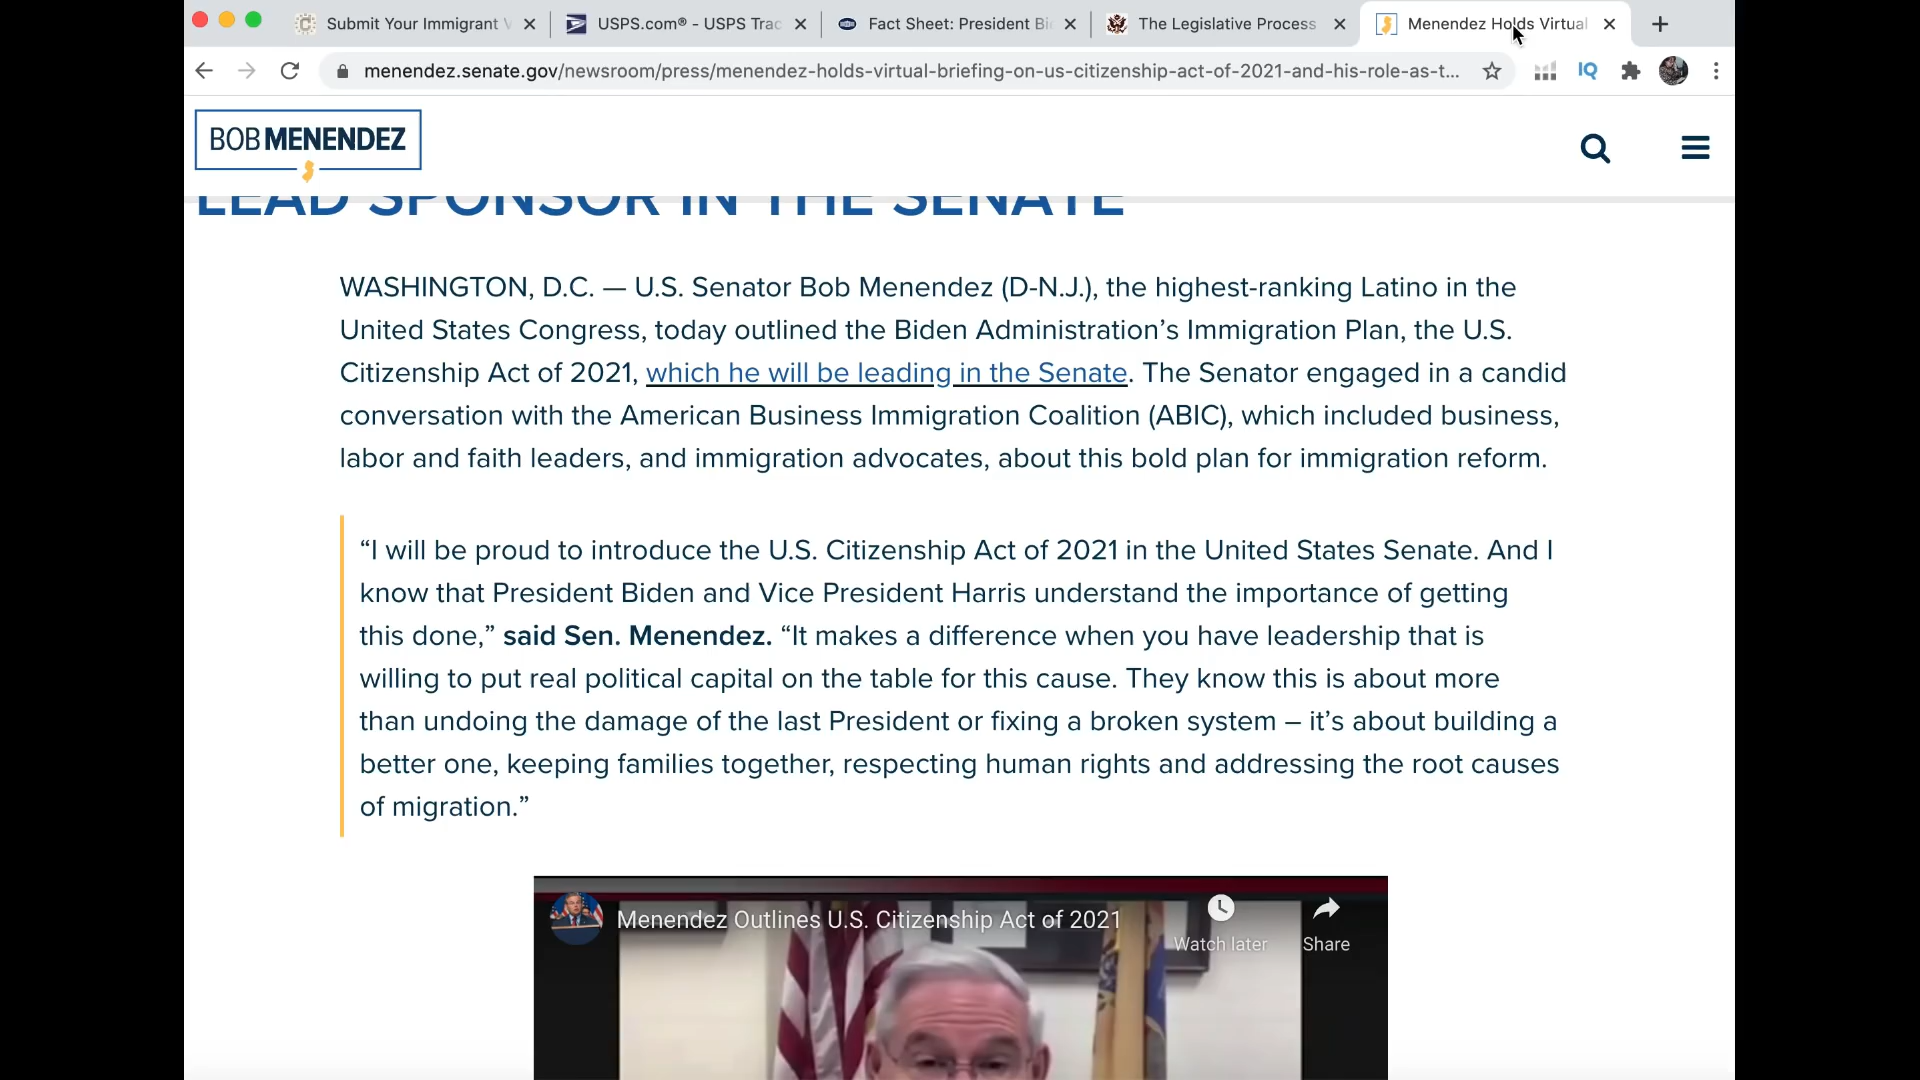 Submit Your Immigrant V
USPS.com® - USPS Trac
Fact Sheet: President Bi
The Legislative Process
Menendez Holds Virtual
menendez.senate.gov/newsroom/press/menendez-holds-virtual-briefing-on-us-citizenship-act-of-2021-and-his-role-as-t...
IQ
BOB MENENDEZ
LEAD SPONSOR IN THE SENATE
WASHINGTON, D.C. — U.S. Senator Bob Menendez (D-N.J.), the highest-ranking Latino in the
United States Congress, today outlined the Biden Administration’s Immigration Plan, the U.S.
Citizenship Act of 2021, which he will be leading in the Senate. The Senator engaged in a candid
conversation with the American Business Immigration Coalition (ABIC), which included business,
labor and faith leaders, and immigration advocates, about this bold plan for immigration reform.
“I will be proud to introduce the U.S. Citizenship Act of 2021 in the United States Senate. And I
know that President Biden and Vice President Harris understand the importance of getting
this done,” said Sen. Menendez. “It makes a difference when you have leadership that is
willing to put real political capital on the table for this cause. They know this is about more
than undoing the damage of the last President or fixing a broken system – it’s about building a
better one, keeping families together, respecting human rights and addressing the root causes
of migration.”
Menendez Outlines U.S. Citizenship Act of 2021
Watch later
Share